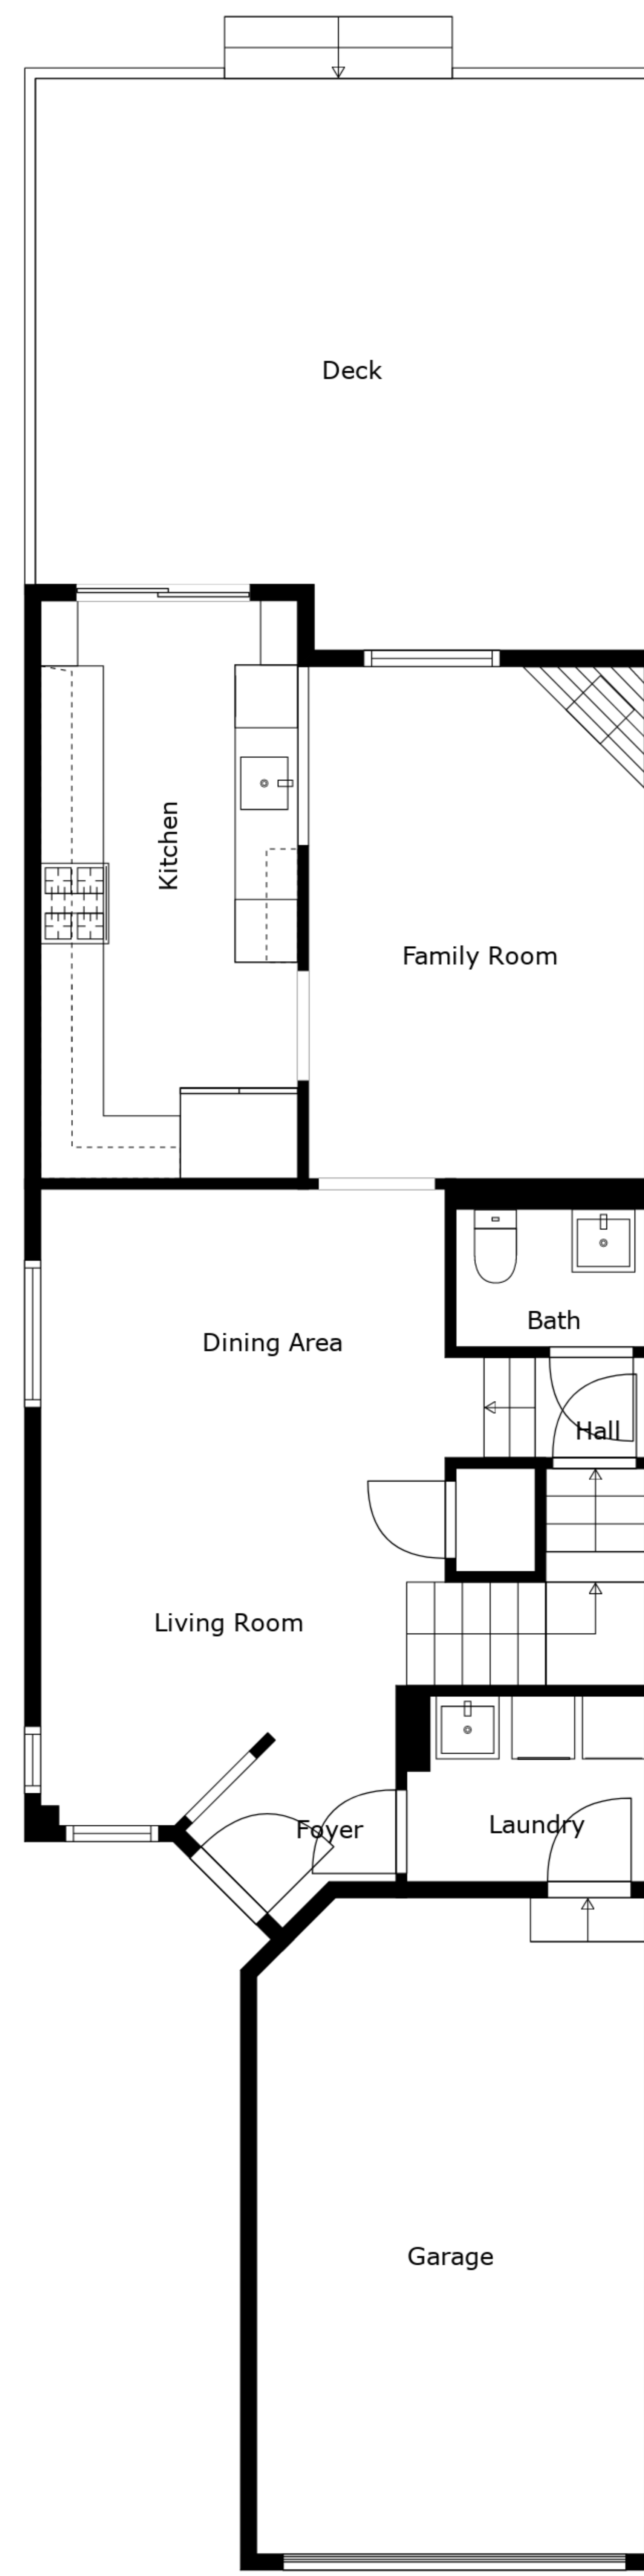 Deck
Kitchen
Family Room
Bath
Dining Area
Hall
Living Room
Laundry
Foyer
Garage